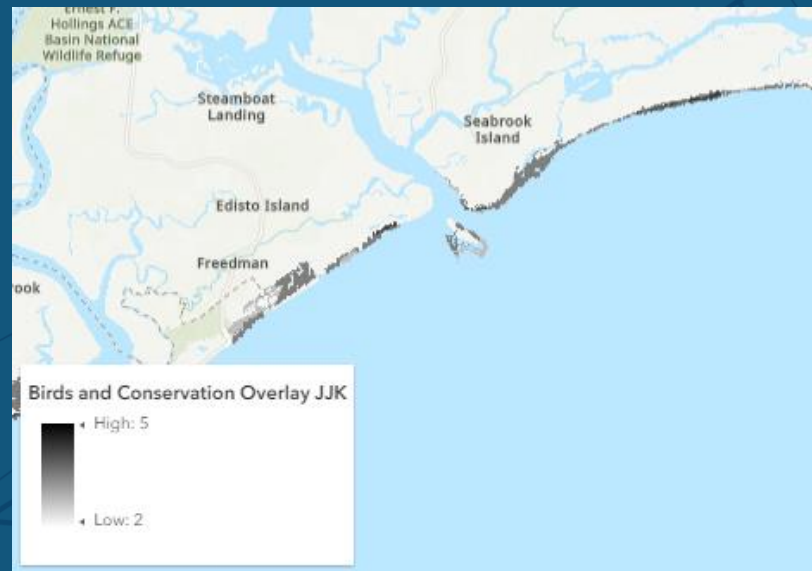 Ernest F.
Hollings ACE
Basin National
Wildlife Refuge
Steamboat
Landing
Seabrook
Island
Edisto Island
Freedman
Birds and Conservation Overlay JJK
High: 5
Low: 2